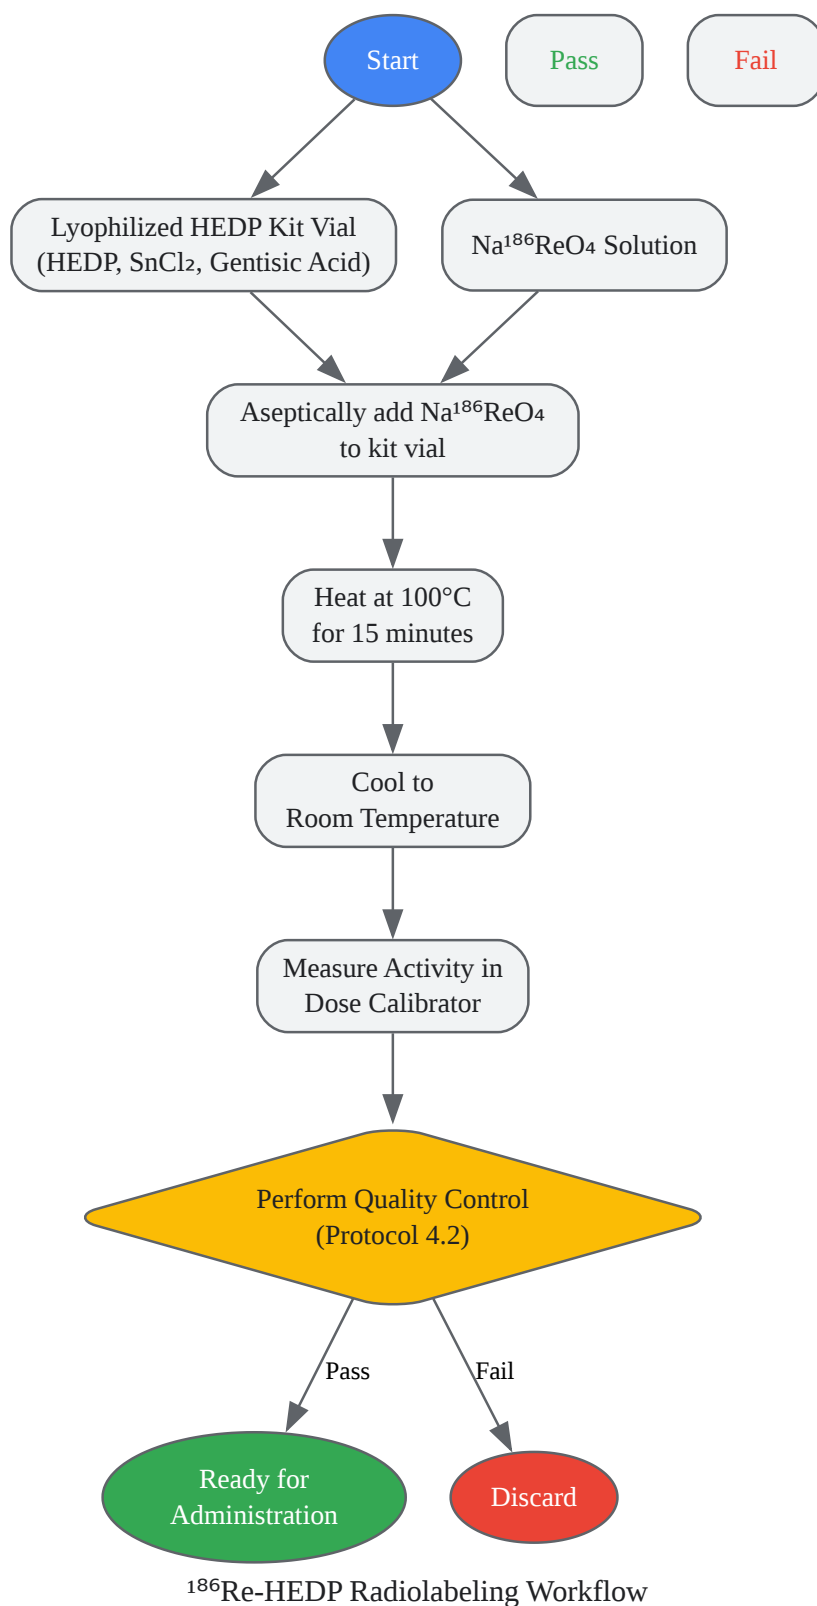 Start
Pass
Fail
Lyophilized HEDP Kit Vial
(HEDP, SnCl₂, Gentisic Acid)
Na¹⁸⁶ReO₄ Solution
Aseptically add Na¹⁸⁶ReO₄
to kit vial
Heat at 100°C
for 15 minutes
Cool to
Room Temperature
Measure Activity in
Dose Calibrator
Perform Quality Control
(Protocol 4.2)
Pass
Fail
Ready for
Administration
Discard
¹⁸⁶Re-HEDP Radiolabeling Workflow